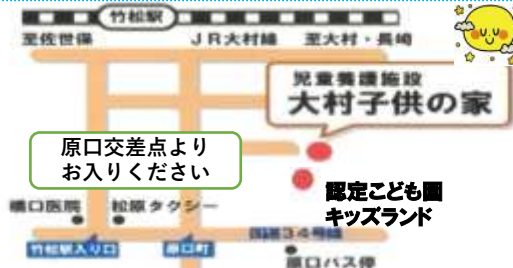 竹松駅
至佐世保
JR大村線
至大村・長崎
児童養護施設
大村子供の家
原口交差点より
お入りください
認定こども園
キッズランド
橋口医院
松原タクシー
国道34号線
竹松駅入り口
原口町
原口バス停